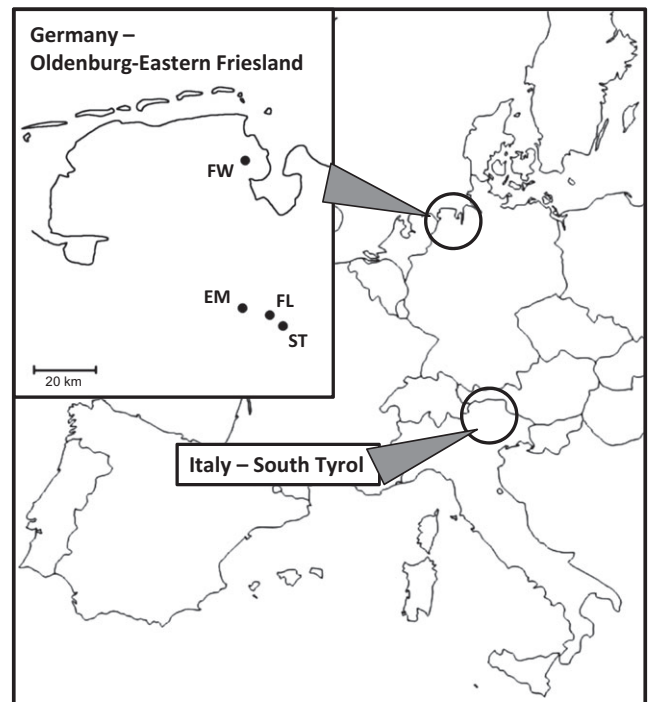 Germany –
Oldenburg-Eastern Friesland
FW
EM
FL
ST
20 km
Italy – South Tyrol